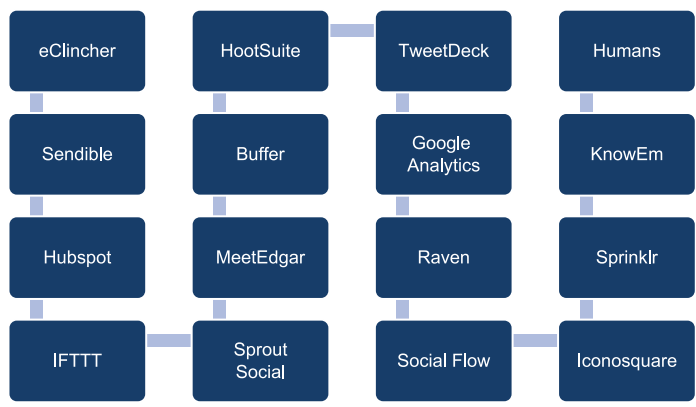 eClincher
Sendible
Hubspot
IFTTT
Sprout
Social
MeetEdgar
Buffer
HootSuite
TweetDeck
Google
Analytics
Raven
Social Flow
Iconosquare
Sprinklr
KnowEm
Humans